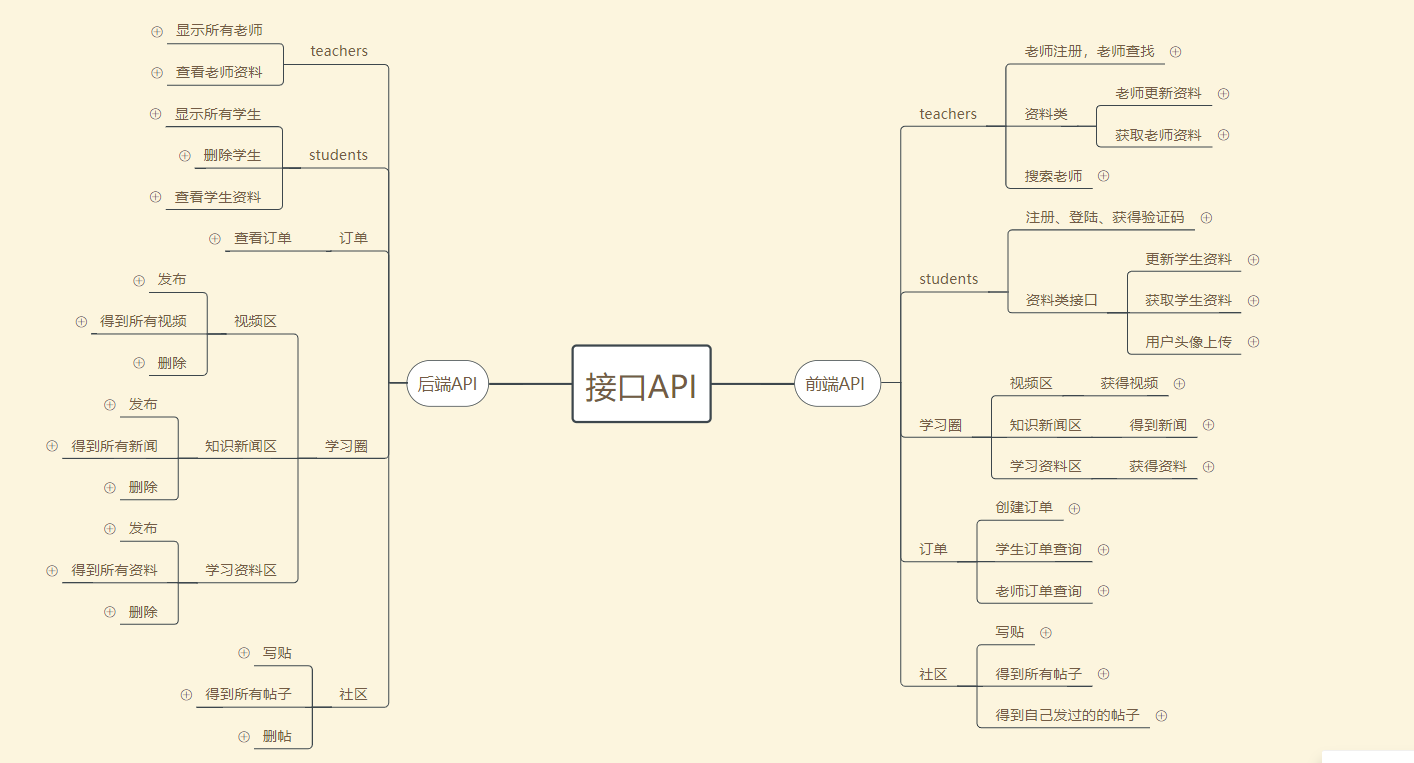 接口API
后端API
teachers
显示所有老师
查看老师资料
students
显示所有学生
删除学生
查看学生资料
订单
查看订单
学习圈
视频区
发布
得到所有视频
删除
知识新闻区
发布
得到所有新闻
删除
学习资料区
发布
得到所有资料
删除
社区
写贴
得到所有帖子
删帖
前端API
teachers
老师注册，老师查找
资料类
老师更新资料
获取老师资料
搜索老师
students
注册、登陆、获得验证码
资料类接口
更新学生资料
获取学生资料
用户头像上传
学习圈
视频区
获得视频
知识新闻区
得到新闻
学习资料区
获得资料
订单
创建订单
学生订单查询
老师订单查询
社区
写贴
得到所有帖子
得到自己发过的的帖子